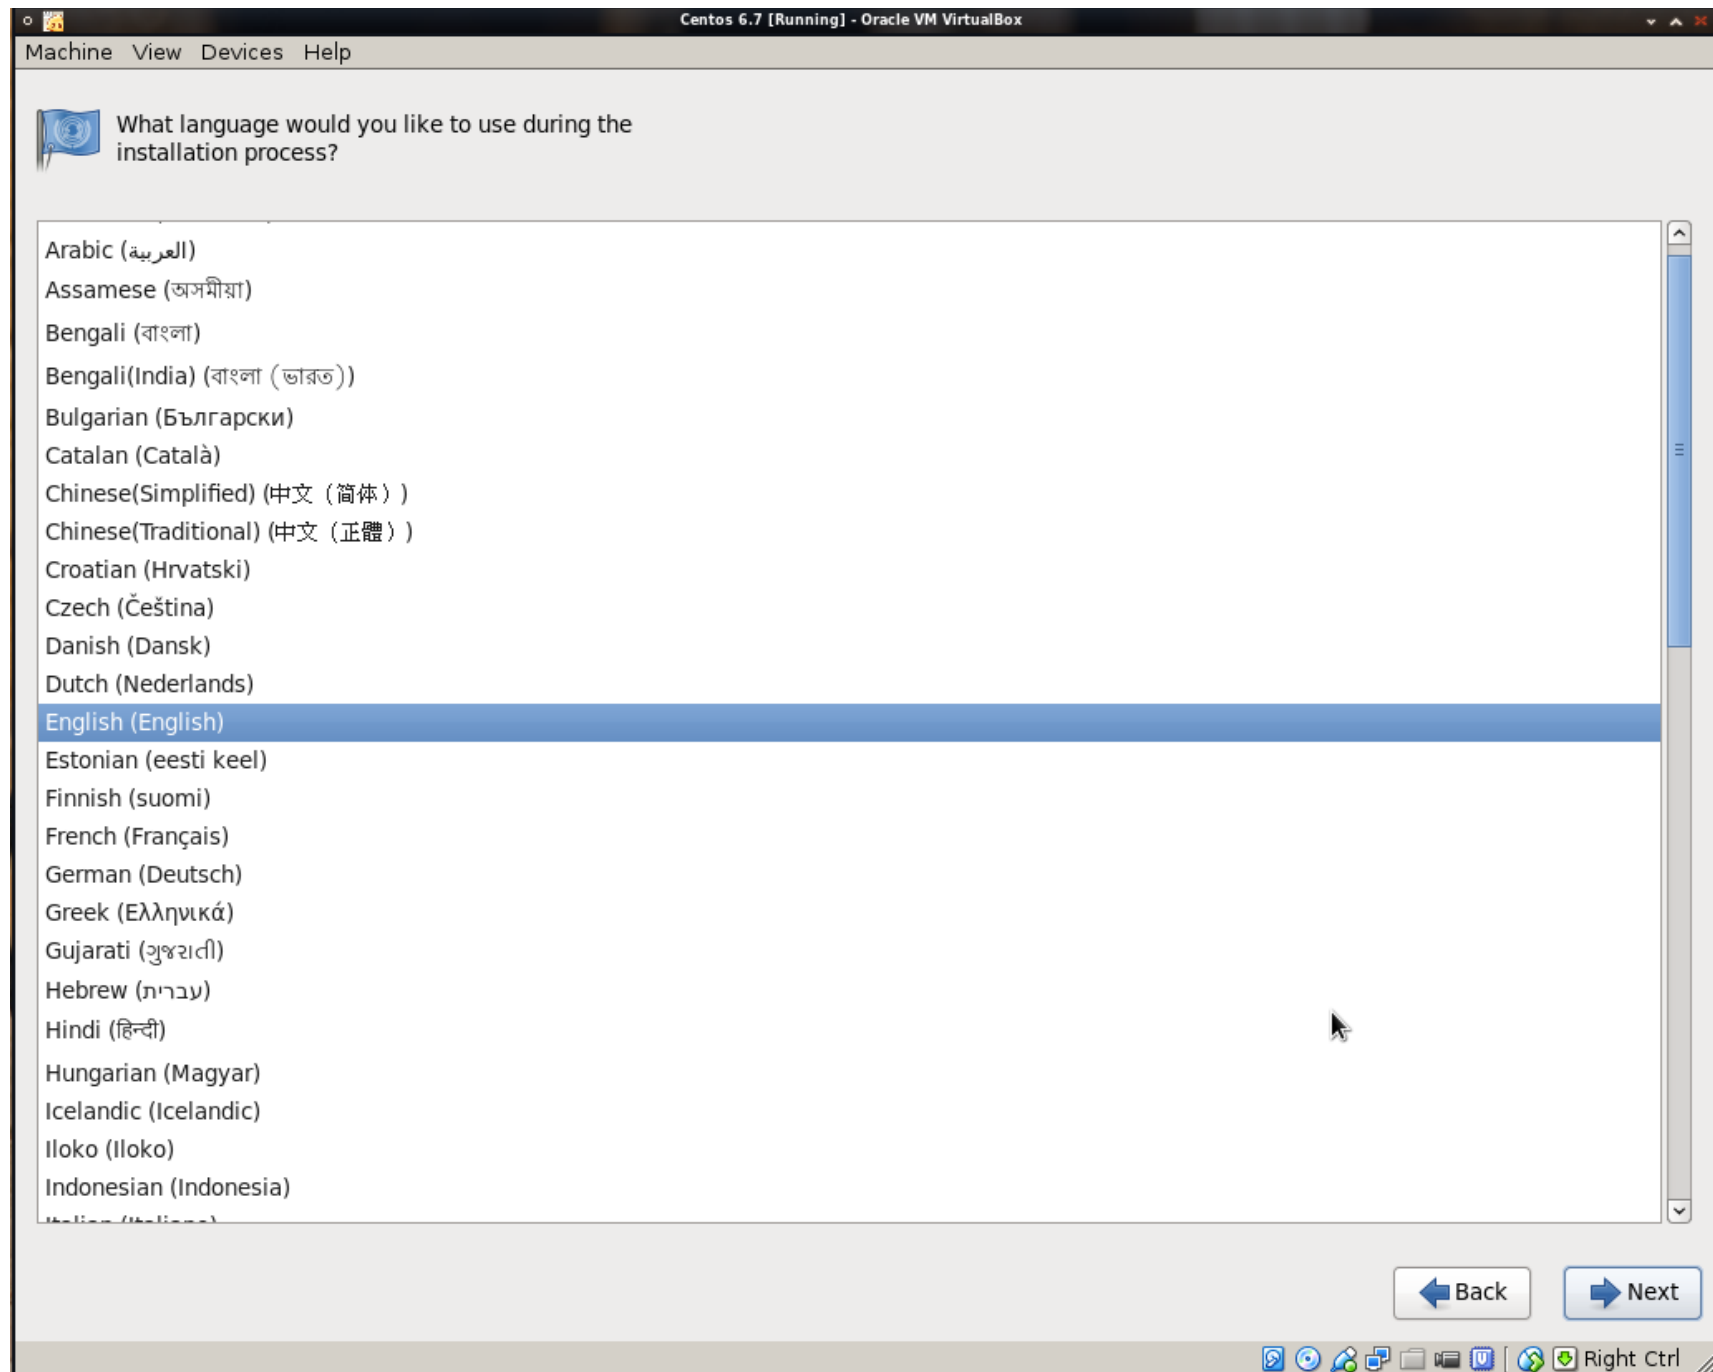 Centos 6.7 [Running] - Oracle VM VirtualBox
Machine View Devices Help
What language would you like to use during the
installation process?
Arabic (العربية)
Assamese (অসমীয়া)
Bengali (বাংলা)
Bengali(India) (বাংলা (ভারত))
Bulgarian (Български)
Catalan (Català)
Chinese(Simplified) (中文（简体）)
Chinese(Traditional) (中文（正體）)
Croatian (Hrvatski)
Czech (Čeština)
Danish (Dansk)
Dutch (Nederlands)
English (English)
Estonian (eesti keel)
Finnish (suomi)
French (Français)
German (Deutsch)
Greek (Ελληνικά)
Gujarati (ગુજરાતી)
Hebrew (עברית)
Hindi (हिन्दी)
Hungarian (Magyar)
Icelandic (Icelandic)
Iloko (Iloko)
Indonesian (Indonesia)
Italian (Italiano)
Back Next
Right Ctrl